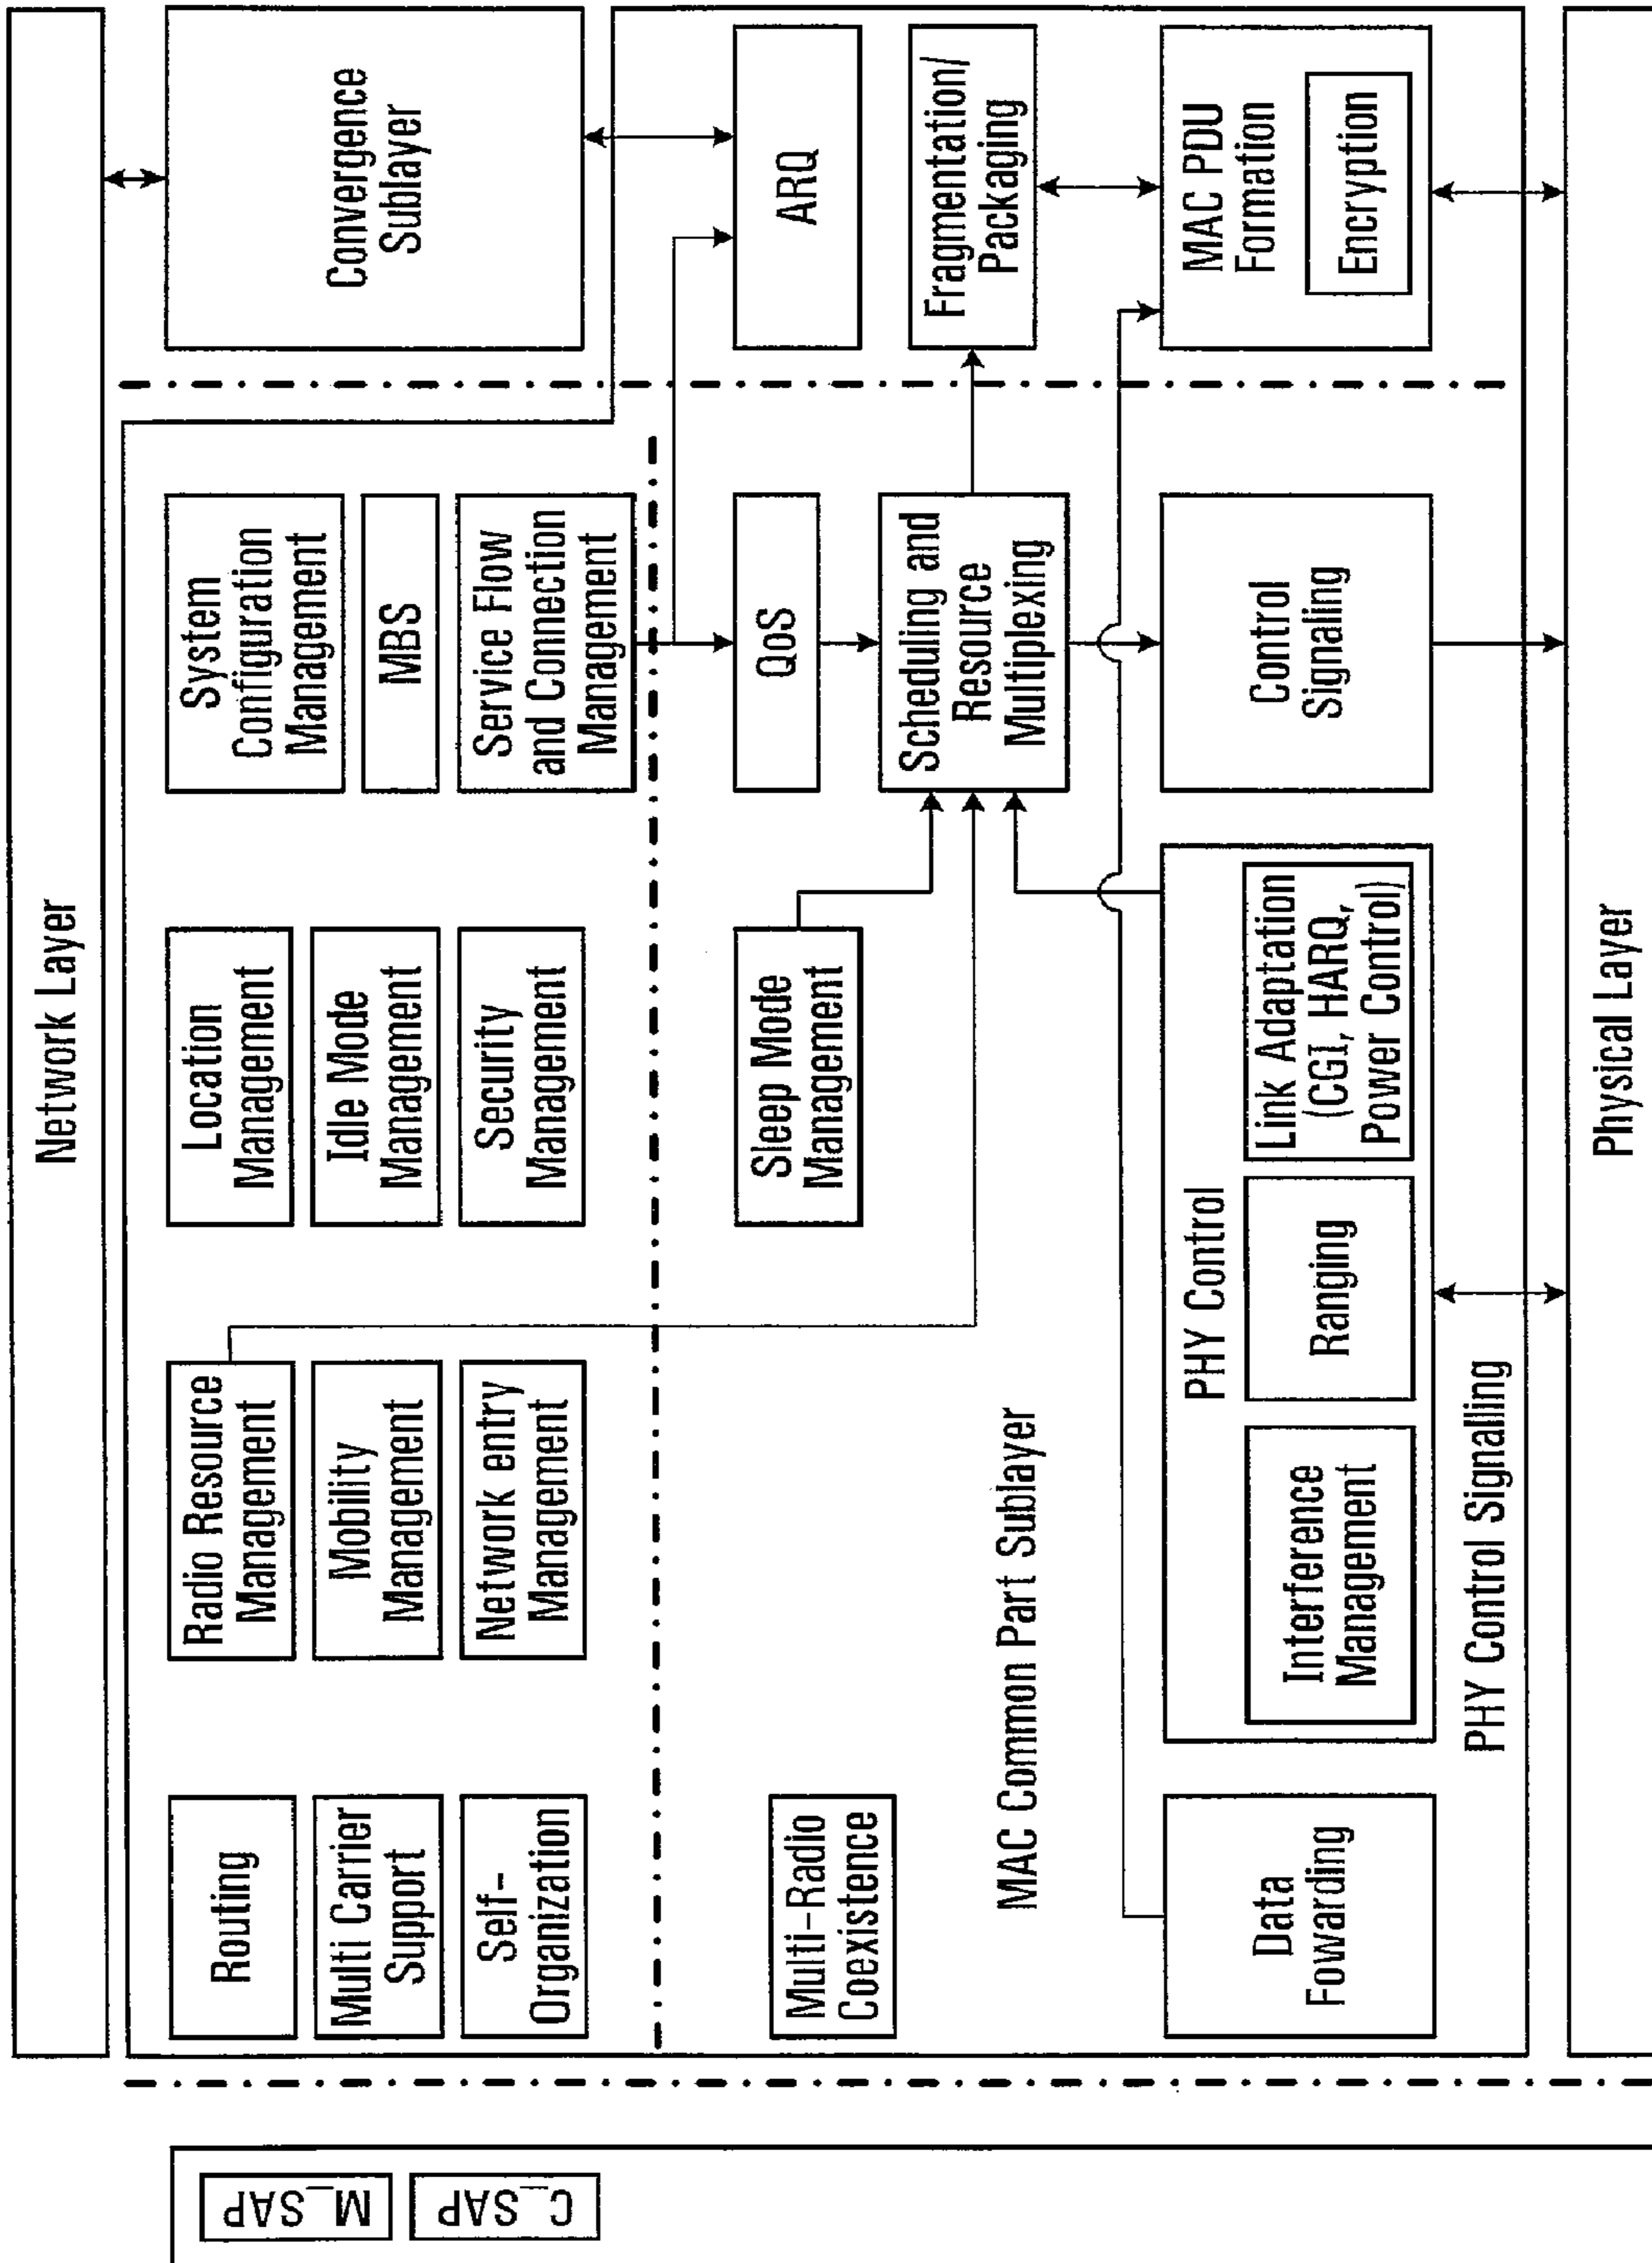 Network Layer
Routing
Radio Resource
Management
Location
Management
System
Configuration
Management
Convergence
Sublayer
Multi Carrier
Support
Mobility
Management
Idle Mode
Management
MBS
Self-
Organization
Network entry
Management
Security
Management
Service Flow
and Connection
Management
M_SAP
C_SAP
Multi-Radio
Coexistence
Sleep Mode
Management
QoS
ARQ
Scheduling and
Resource
Multiplexing
Fragmentation/
Packaging
MAC Common Part Sublayer
Data
Fowarding
PHY Control
Interference
Management
Ranging
Link Adaptation
(CGI, HARQ,
Power Control)
Control
Signaling
MAC PDU
Formation
Encryption
PHY Control Signalling
Physical Layer